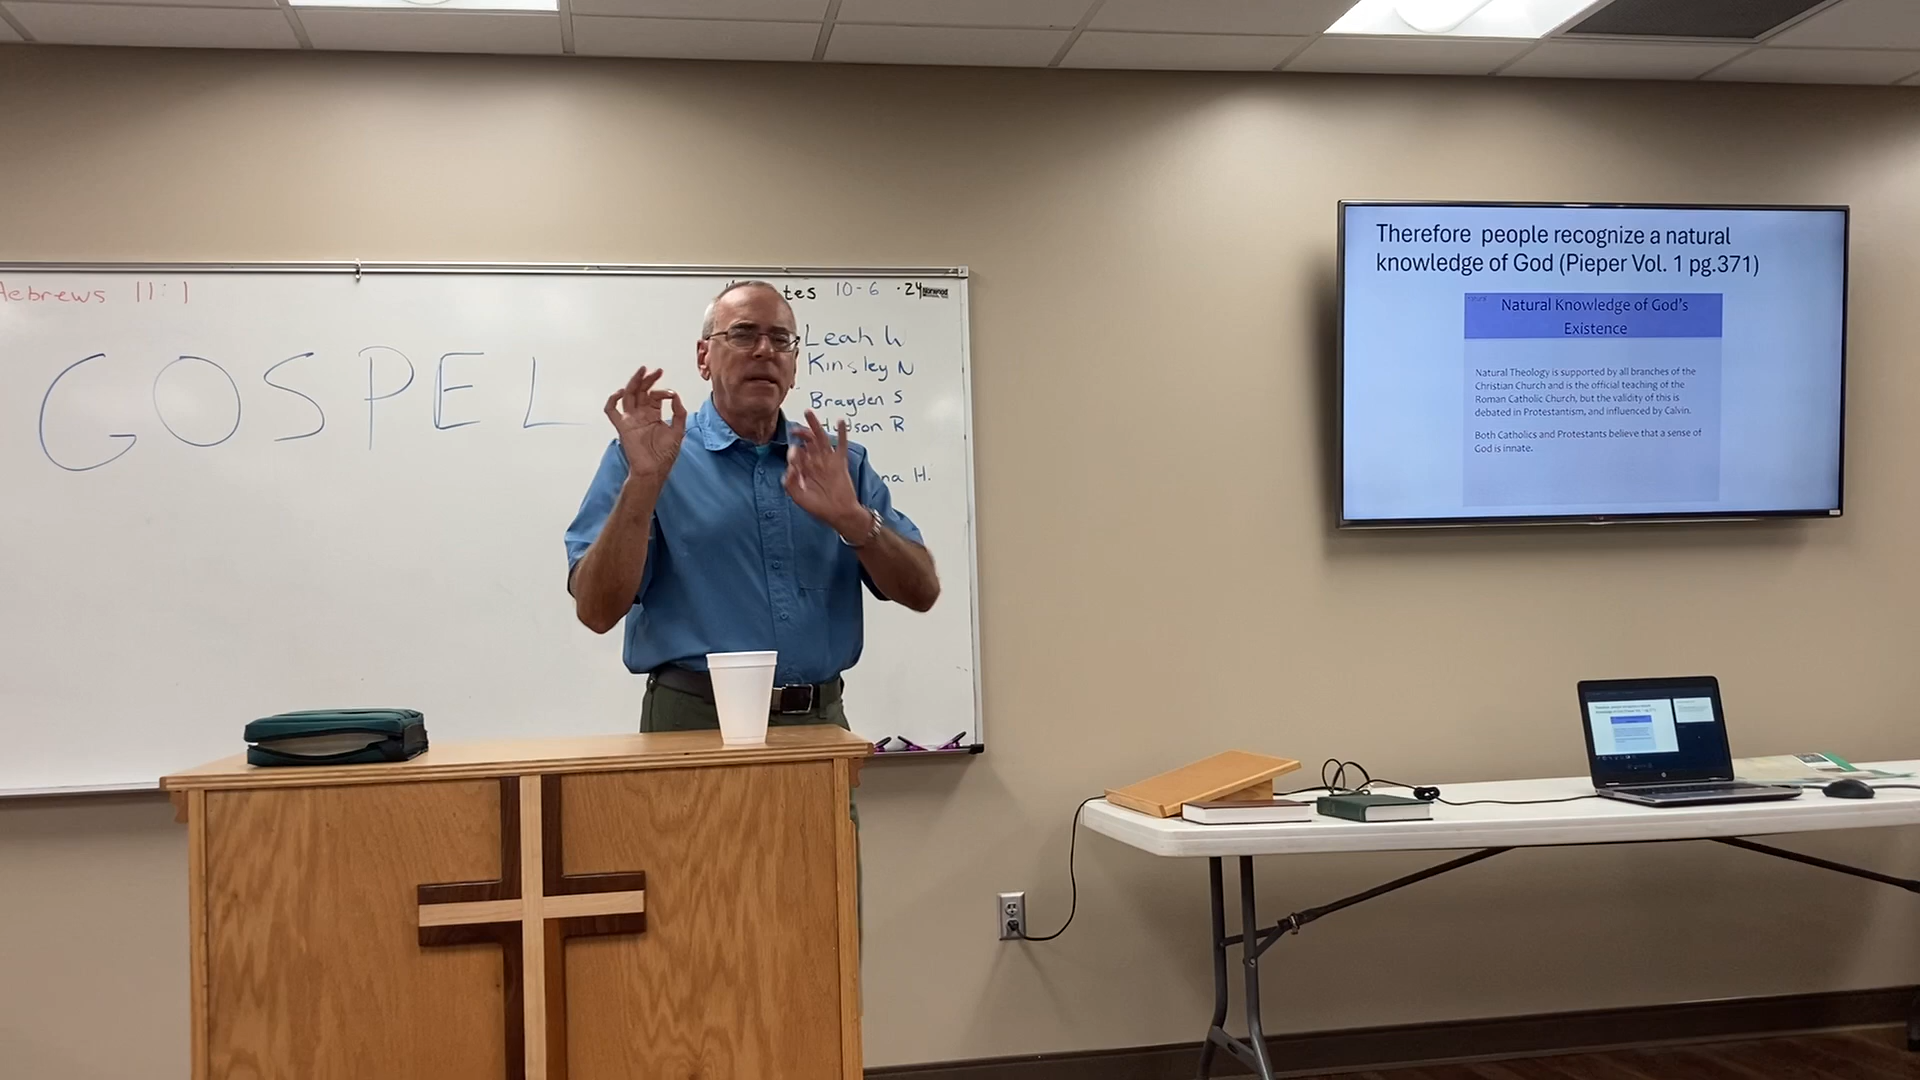 Hebrews 11:1
GOSPEL
10-6 ·24
Leah W
Kinsley N
Brayden S
Hudson R
H.
Therefore people recognize a natural
knowledge of God (Pieper Vol. 1 pg.371)
Natural Knowledge of God's
Existence
Natural Theology is supported by all branches of the
Christian Church and is the official teaching of the
Roman Catholic Church, but the validity of this is
debated in Protestantism, and influenced by Calvin.
Both Catholics and Protestants believe that a sense of
God is innate.